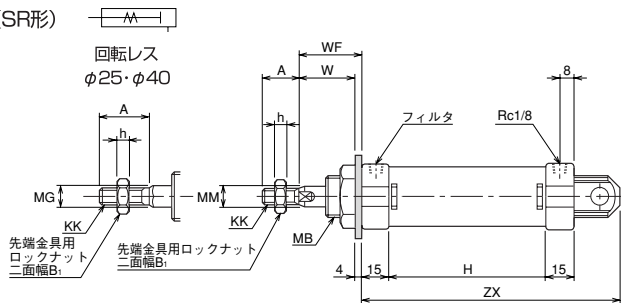 (SR形)
回転レス
φ25・φ40
WF
A
W
8
h
フィルタ
Rc1/8
A
h
MG
MM
KK
KK
MB
先端金具用
ロックナット
二面幅B₁
先端金具用ロックナット
二面幅B₁
4
15
H
15
ZX